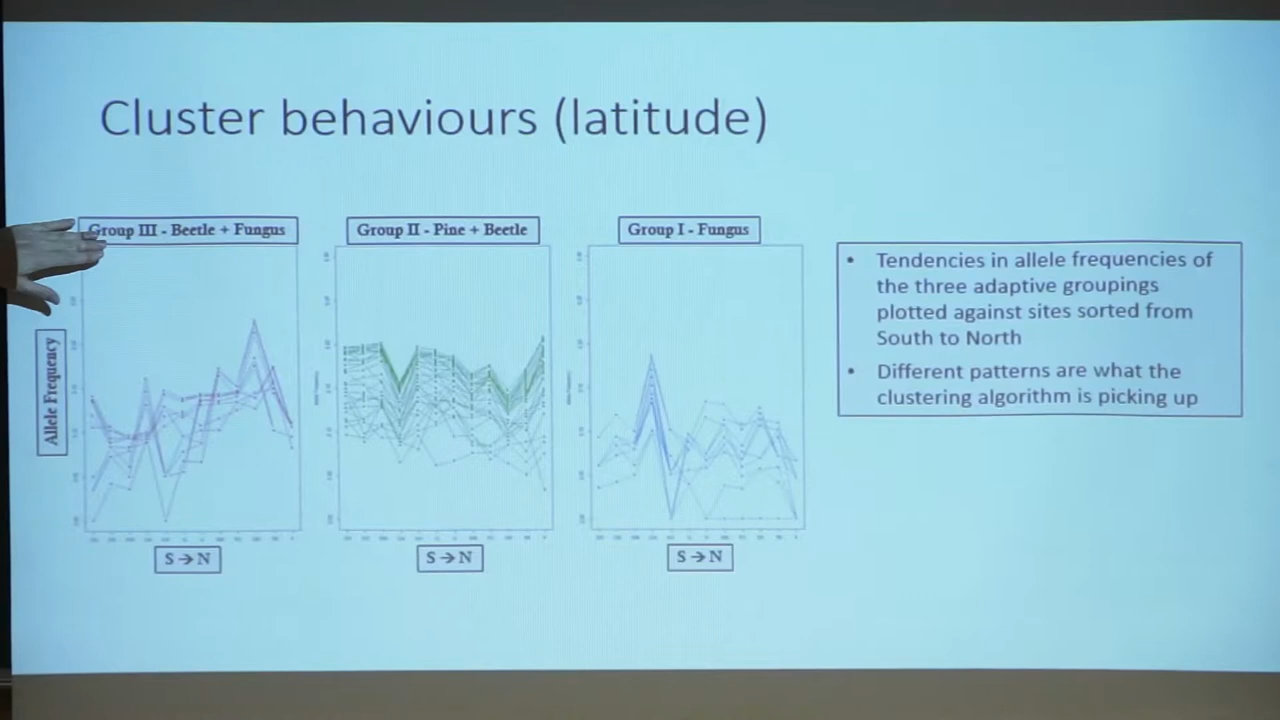 Cluster behaviours (latitude)
Group III - Beetle + Fungus
Group II - Pine + Beetle
Group I - Fungus
Allele Frequency
S → N
S → N
S → N
• Tendencies in allele frequencies of
the three adaptive groupings
plotted against sites sorted from
South to North
• Different patterns are what the
clustering algorithm is picking up